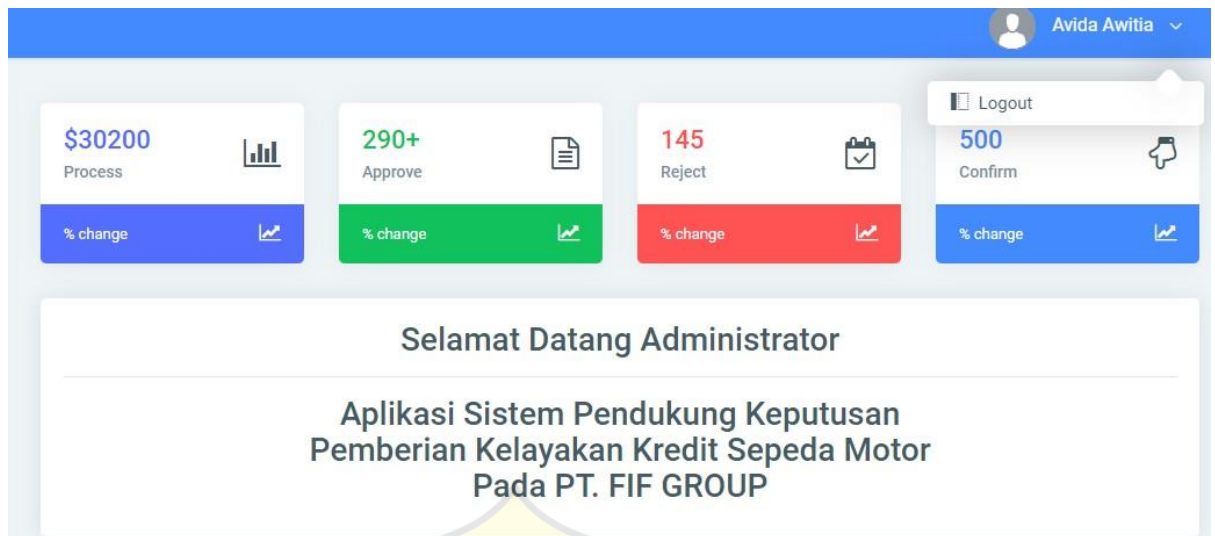 Avida Awitia
Logout
$30200
Process
290+
Approve
145
Reject
500
Confirm
% change
% change
% change
% change
Selamat Datang Administrator
Aplikasi Sistem Pendukung Keputusan
Pemberian Kelayakan Kredit Sepeda Motor
Pada PT. FIF GROUP